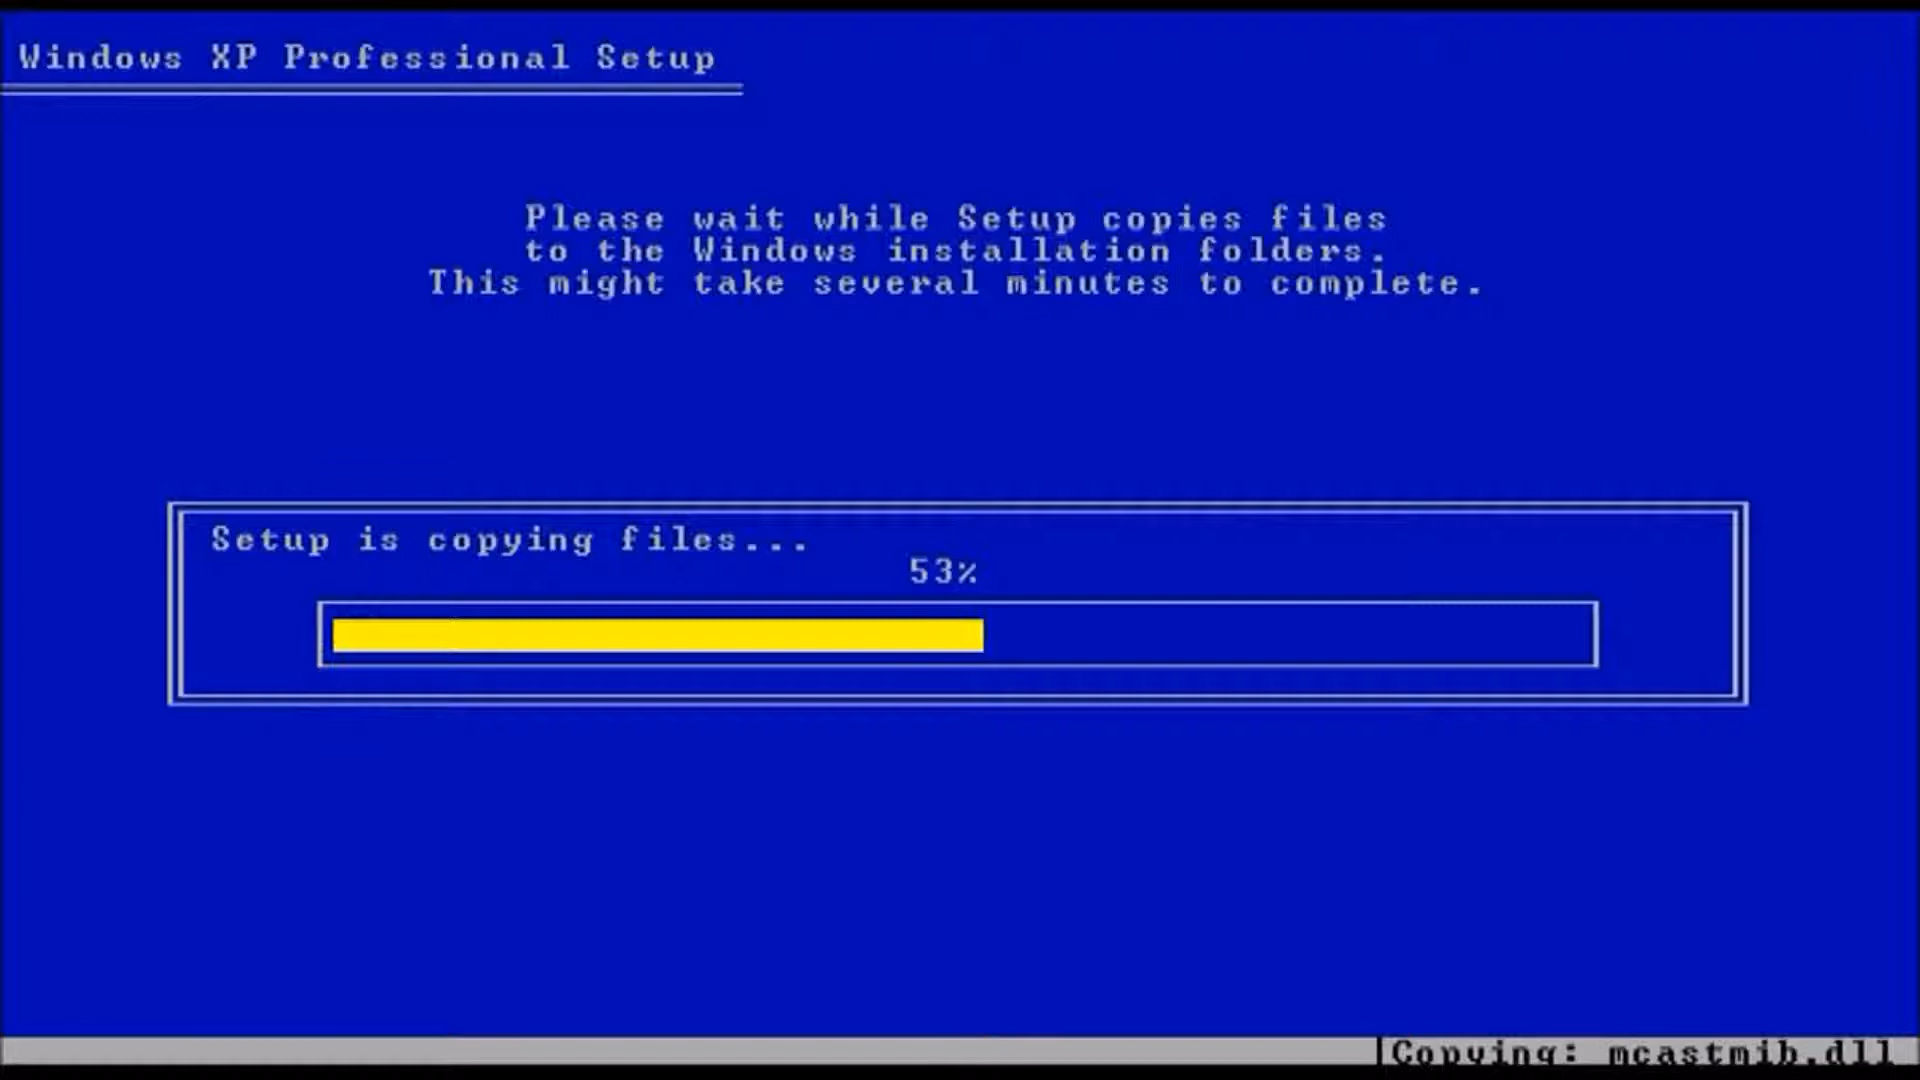 Windows XP Professional Setup
Please wait while Setup copies files
to the Windows installation folders.
This might take several minutes to complete.
Setup is copying files...
53%
Copying: mcastmib.dll